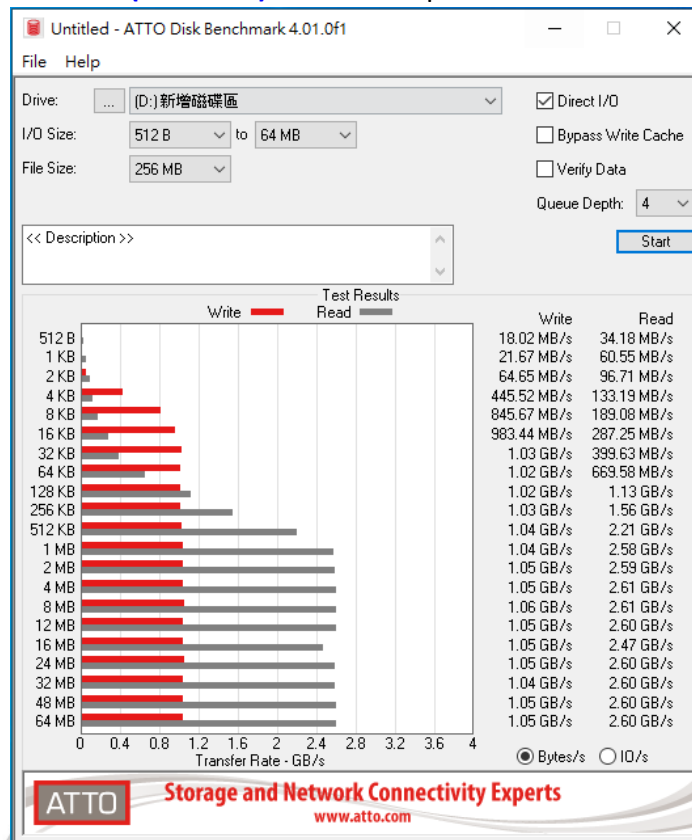 Untitled - ATTO Disk Benchmark 4.01.0f1
File Help
Drive: ... (D:) 新增磁碟區
Direct I/O
I/O Size: 512 B to 64 MB
Bypass Write Cache
File Size: 256 MB
Verify Data
Queue Depth: 4
<< Description >>
Start
Test Results
Write Read
Write Read
512 B 18.02 MB/s 34.18 MB/s
1 KB 21.67 MB/s 60.55 MB/s
2 KB 64.65 MB/s 96.71 MB/s
4 KB 445.52 MB/s 133.19 MB/s
8 KB 845.67 MB/s 189.08 MB/s
16 KB 983.44 MB/s 287.25 MB/s
32 KB 1.03 GB/s 399.63 MB/s
64 KB 1.02 GB/s 669.58 MB/s
128 KB 1.02 GB/s 1.13 GB/s
256 KB 1.03 GB/s 1.56 GB/s
512 KB 1.04 GB/s 2.21 GB/s
1 MB 1.04 GB/s 2.58 GB/s
2 MB 1.05 GB/s 2.59 GB/s
4 MB 1.05 GB/s 2.61 GB/s
8 MB 1.06 GB/s 2.61 GB/s
12 MB 1.05 GB/s 2.60 GB/s
16 MB 1.05 GB/s 2.47 GB/s
24 MB 1.05 GB/s 2.60 GB/s
32 MB 1.04 GB/s 2.60 GB/s
48 MB 1.05 GB/s 2.60 GB/s
64 MB 1.05 GB/s 2.60 GB/s
0 0.4 0.8 1.2 1.6 2 2.4 2.8 3.2 3.6 4
Transfer Rate - GB/s
Bytes/s IO/s
ATTO
Storage and Network Connectivity Experts
www.atto.com